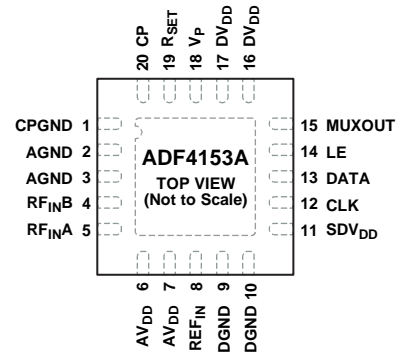 20 CP
19 RSET
18 VP
17 DVDD
16 DVDD
CPGND 1
AGND 2
AGND 3
RFINB 4
RFINA 5
ADF4153A
TOP VIEW
(Not to Scale)
15 MUXOUT
14 LE
13 DATA
12 CLK
11 SDVDD
6 AVDD
7 AVDD
8 REFIN
9 DGND
10 DGND